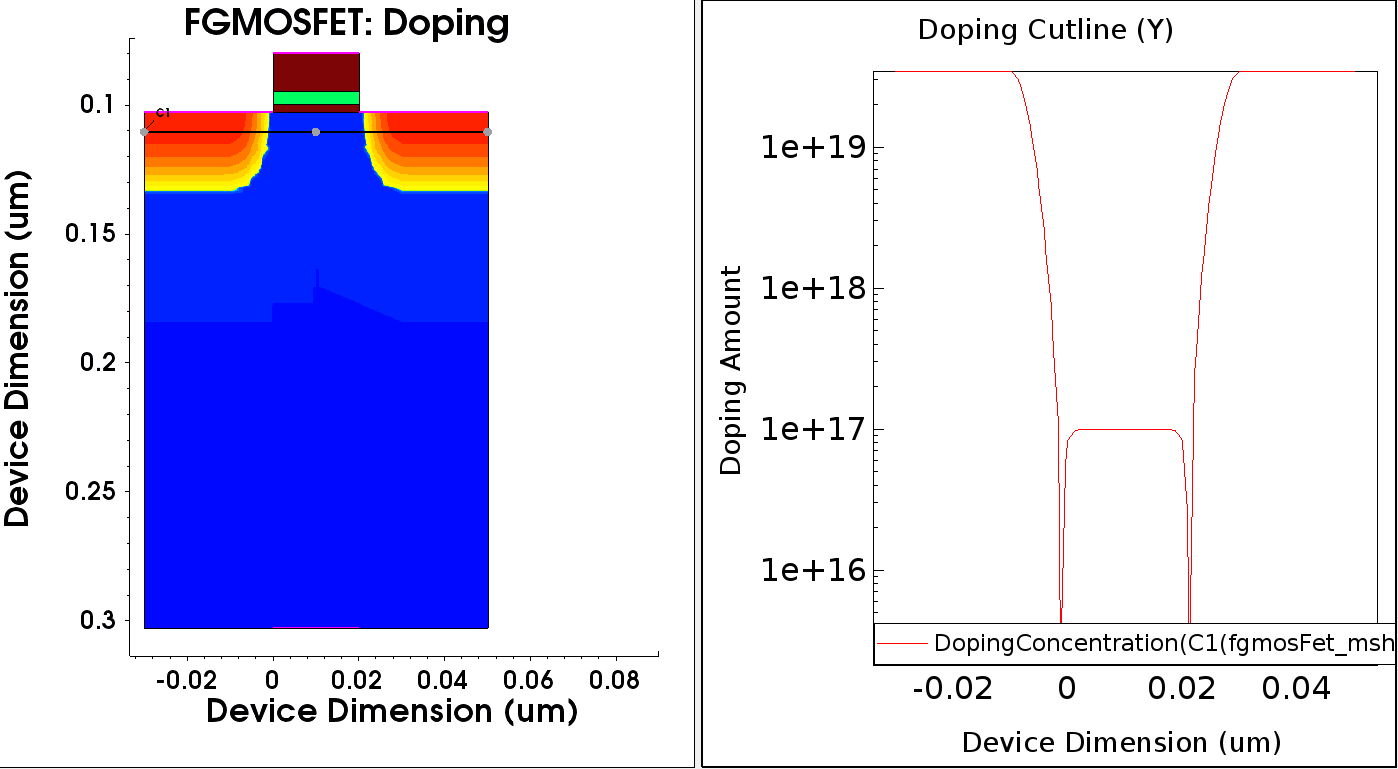 FGMOSFET: Doping
C1
0.1
0.15
0.2
0.25
0.3
Device Dimension (um)
-0.02 0 0.02 0.04 0.06 0.08
Device Dimension (um)
Doping Cutline (Y)
1e+19
1e+18
1e+17
1e+16
Doping Amount
DopingConcentration(C1(fgmosFet_msh
-0.02 0 0.02 0.04
Device Dimension (um)